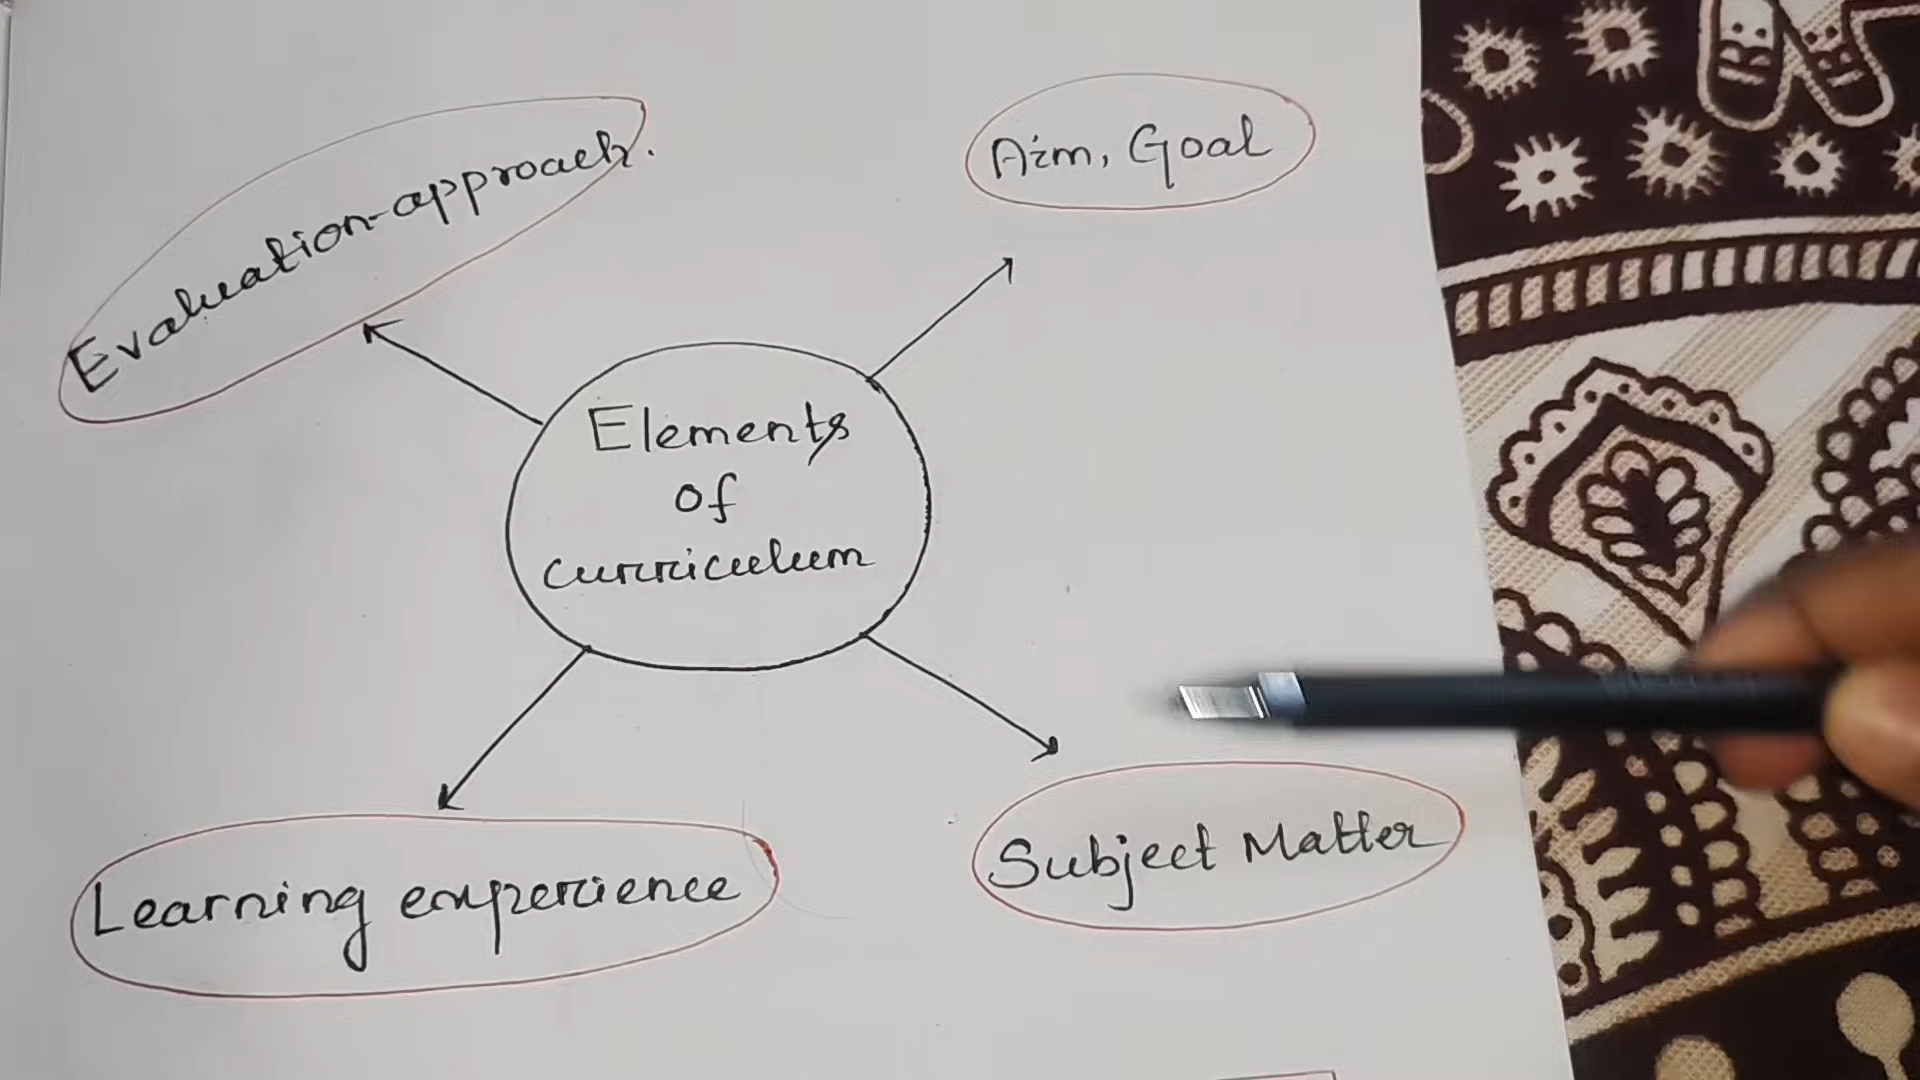 Evaluation-approach.
Aim, Goal
Elements
of
curriculum
Learning experience
Subject Matter